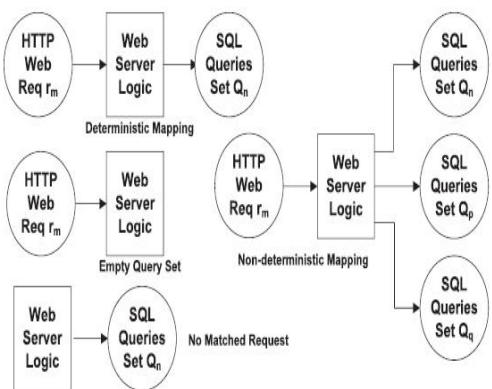 HTTP
Web
Req rm
Web
Server
Logic
SQL
Queries
Set Qn
Deterministic Mapping
HTTP
Web
Req rm
Web
Server
Logic
Empty Query Set
Web
Server
Logic
SQL
Queries
Set Qn
No Matched Request
HTTP
Web
Req rm
Web
Server
Logic
SQL
Queries
Set Qn
SQL
Queries
Set Qp
SQL
Queries
Set Qq
Non-deterministic Mapping